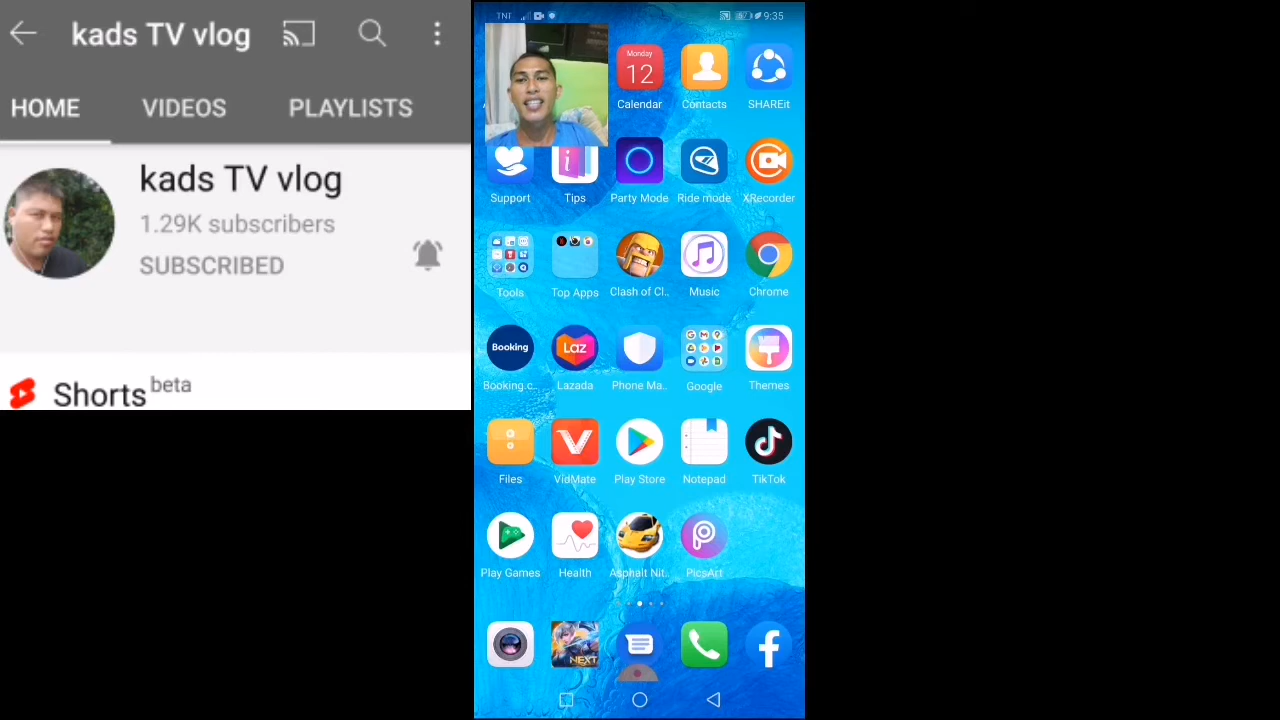 kads TV vlog
HOME VIDEOS PLAYLISTS
kads TV vlog
1.29K subscribers
SUBSCRIBED
Shorts beta
TNT 9:35
Monday
12
Calendar Contacts SHAREit
Support Tips Party Mode Ride mode XRecorder
Tools Top Apps Clash of Cl.. Music Chrome
Booking
Laz
Booking.c.. Lazada Phone Ma.. Google Themes
Files VidMate Play Store Notepad TikTok
Play Games Health Asphalt Nit.. PicsArt
NEXT